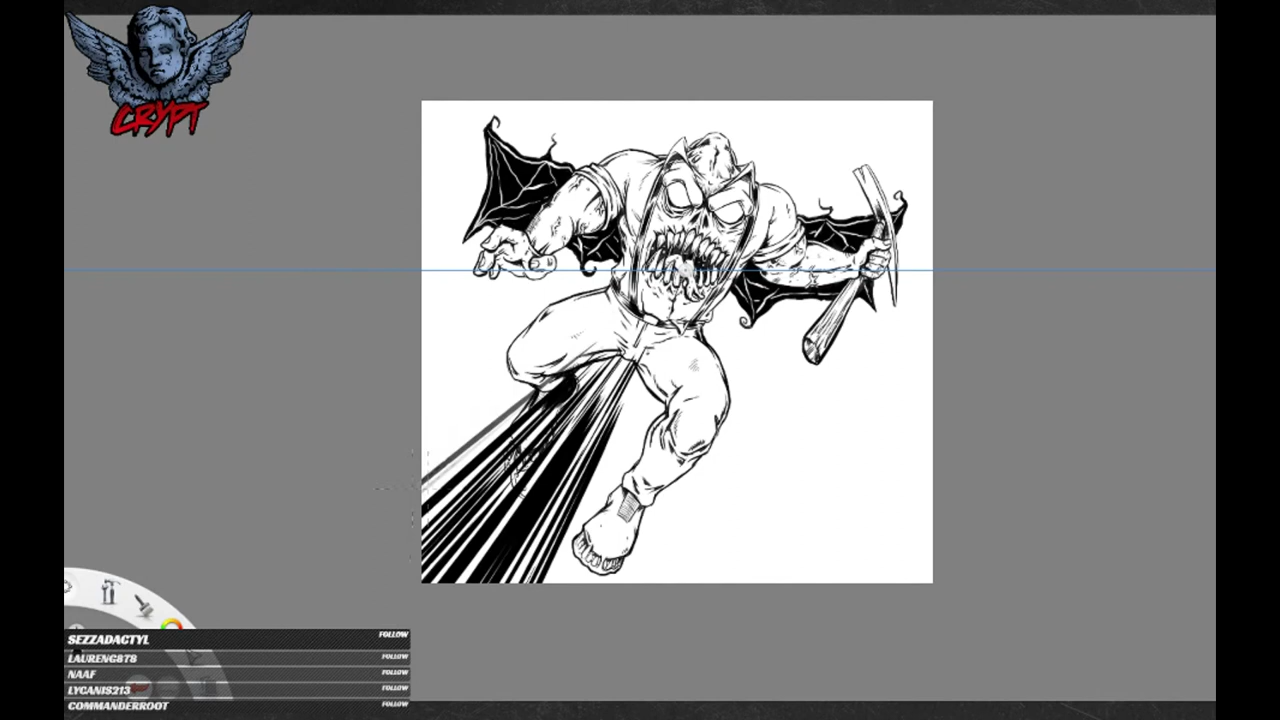 CRYPT
SEZZADACTYL FOLLOW
LAURENG878 FOLLOW
NAAF FOLLOW
LYCANIS213 FOLLOW
COMMANDERROOT FOLLOW